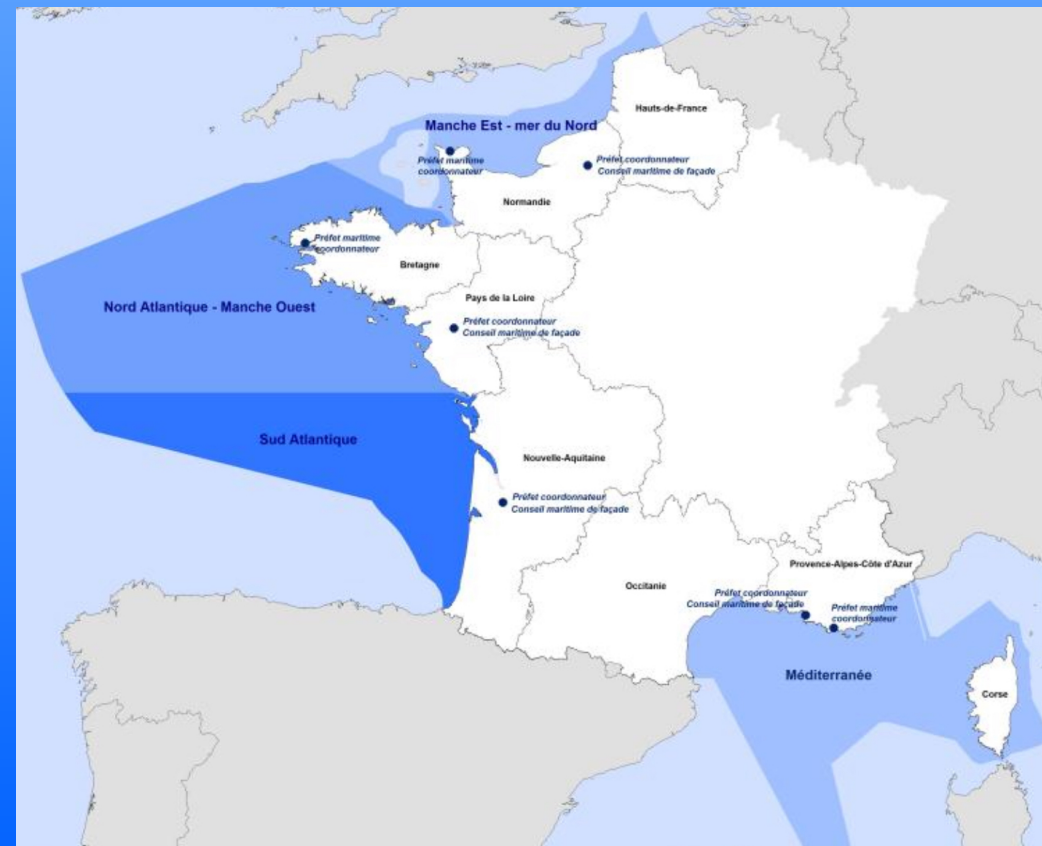 Hauts-de-France
Manche Est - mer du Nord
Préfet maritime
coordonnateur
Préfet coordonnateur
Conseil maritime de façade
Normandie
Préfet maritime
coordonnateur
Bretagne
Pays de la Loire
Nord Atlantique - Manche Ouest
Préfet coordonnateur
Conseil maritime de façade
Sud Atlantique
Nouvelle-Aquitaine
Préfet coordonnateur
Conseil maritime de façade
Provence-Alpes-Côte d'Azur
Occitanie
Préfet coordonnateur
Conseil maritime de façade
Préfet maritime
coordonnateur
Méditerranée
Corse